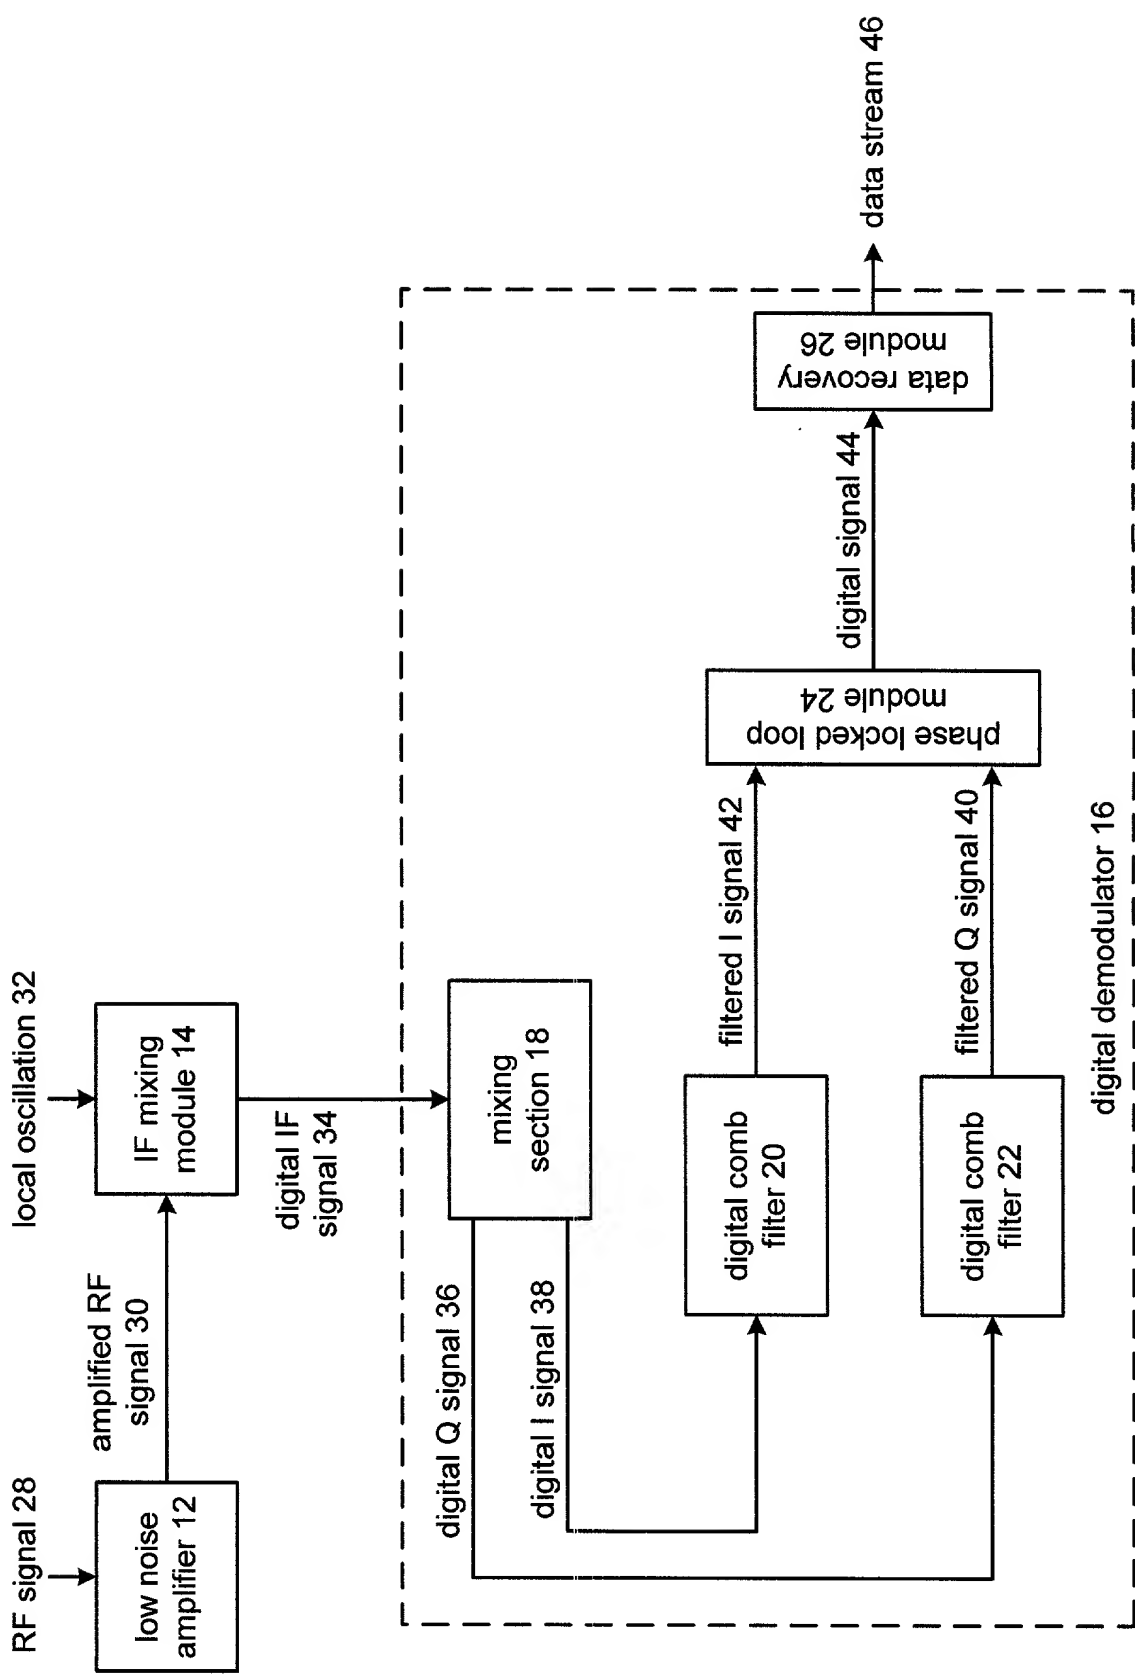 RF signal 28
low noise
amplifier 12
amplified RF
signal 30
local oscillation 32
IF mixing
module 14
digital IF
signal 34
mixing
section 18
digital Q signal 36
digital I signal 38
digital comb
filter 20
digital comb
filter 22
filtered I signal 42
filtered Q signal 40
phase locked loop
module 24
digital signal 44
data recovery
module 26
data stream 46
digital demodulator 16